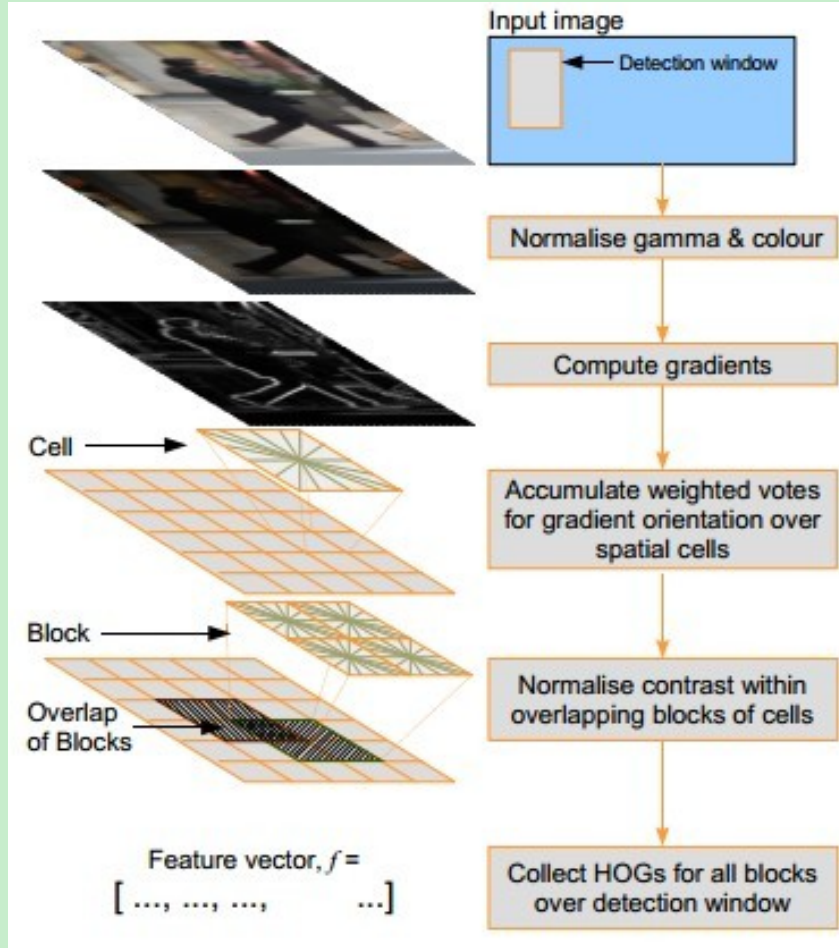 Input image
Detection window
Normalise gamma & colour
Compute gradients
Cell
Accumulate weighted votes
for gradient orientation over
spatial cells
Block
Overlap
of Blocks
Normalise contrast within
overlapping blocks of cells
Feature vector, f =
[ ..., ..., ..., ...]
Collect HOGs for all blocks
over detection window